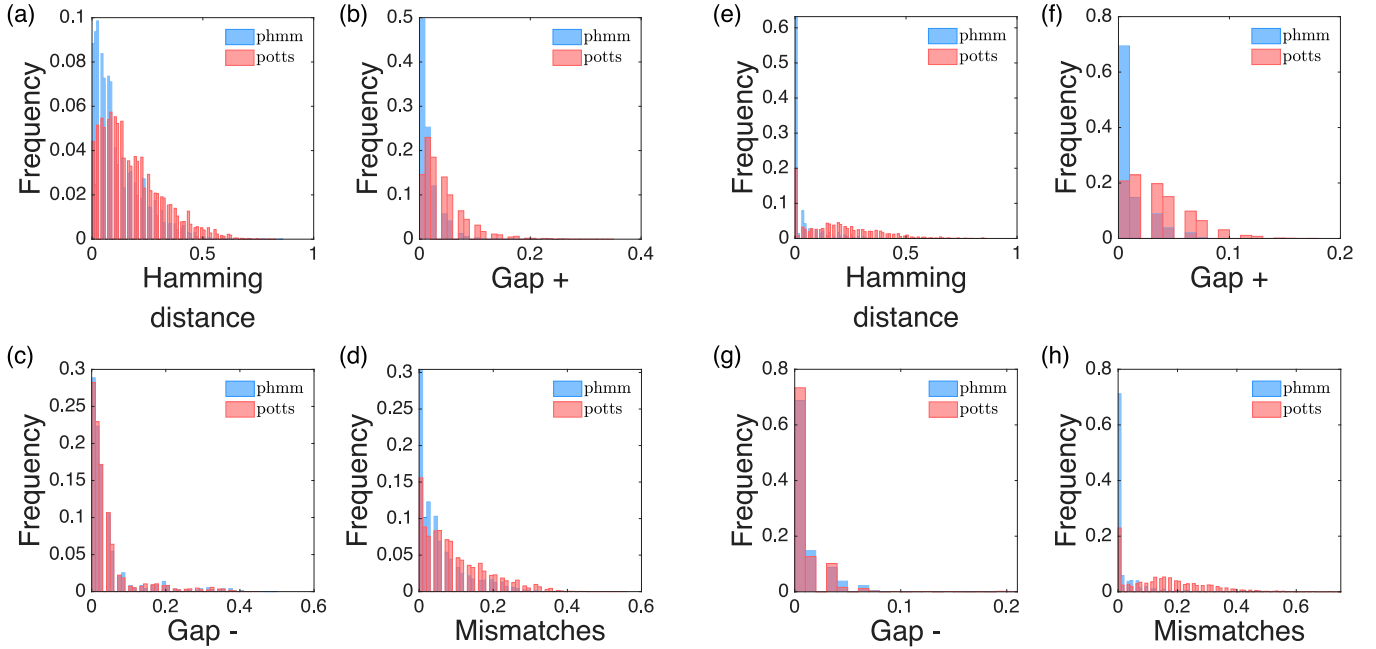 (a)
0.1
0.08
0.06
0.04
0.02
0
Frequency
phmm
potts
0 0.5 1
Hamming
distance
(b)
0.5
0.4
0.3
0.2
0.1
0
Frequency
phmm
potts
0 0.2 0.4
Gap +
(e)
0.6
0.5
0.4
0.3
0.2
0.1
0
Frequency
phmm
potts
0 0.5 1
Hamming
distance
(f)
0.8
0.6
0.4
0.2
0
Frequency
phmm
potts
0 0.1 0.2
Gap +
(c)
0.3
0.25
0.2
0.15
0.1
0.05
0
Frequency
phmm
potts
0 0.2 0.4 0.6
Gap -
(d)
0.3
0.25
0.2
0.15
0.1
0.05
0
Frequency
phmm
potts
0 0.2 0.4 0.6
Mismatches
(g)
0.8
0.6
0.4
0.2
0
Frequency
phmm
potts
0 0.1 0.2
Gap -
(h)
0.8
0.6
0.4
0.2
0
Frequency
phmm
potts
0 0.2 0.4 0.6
Mismatches